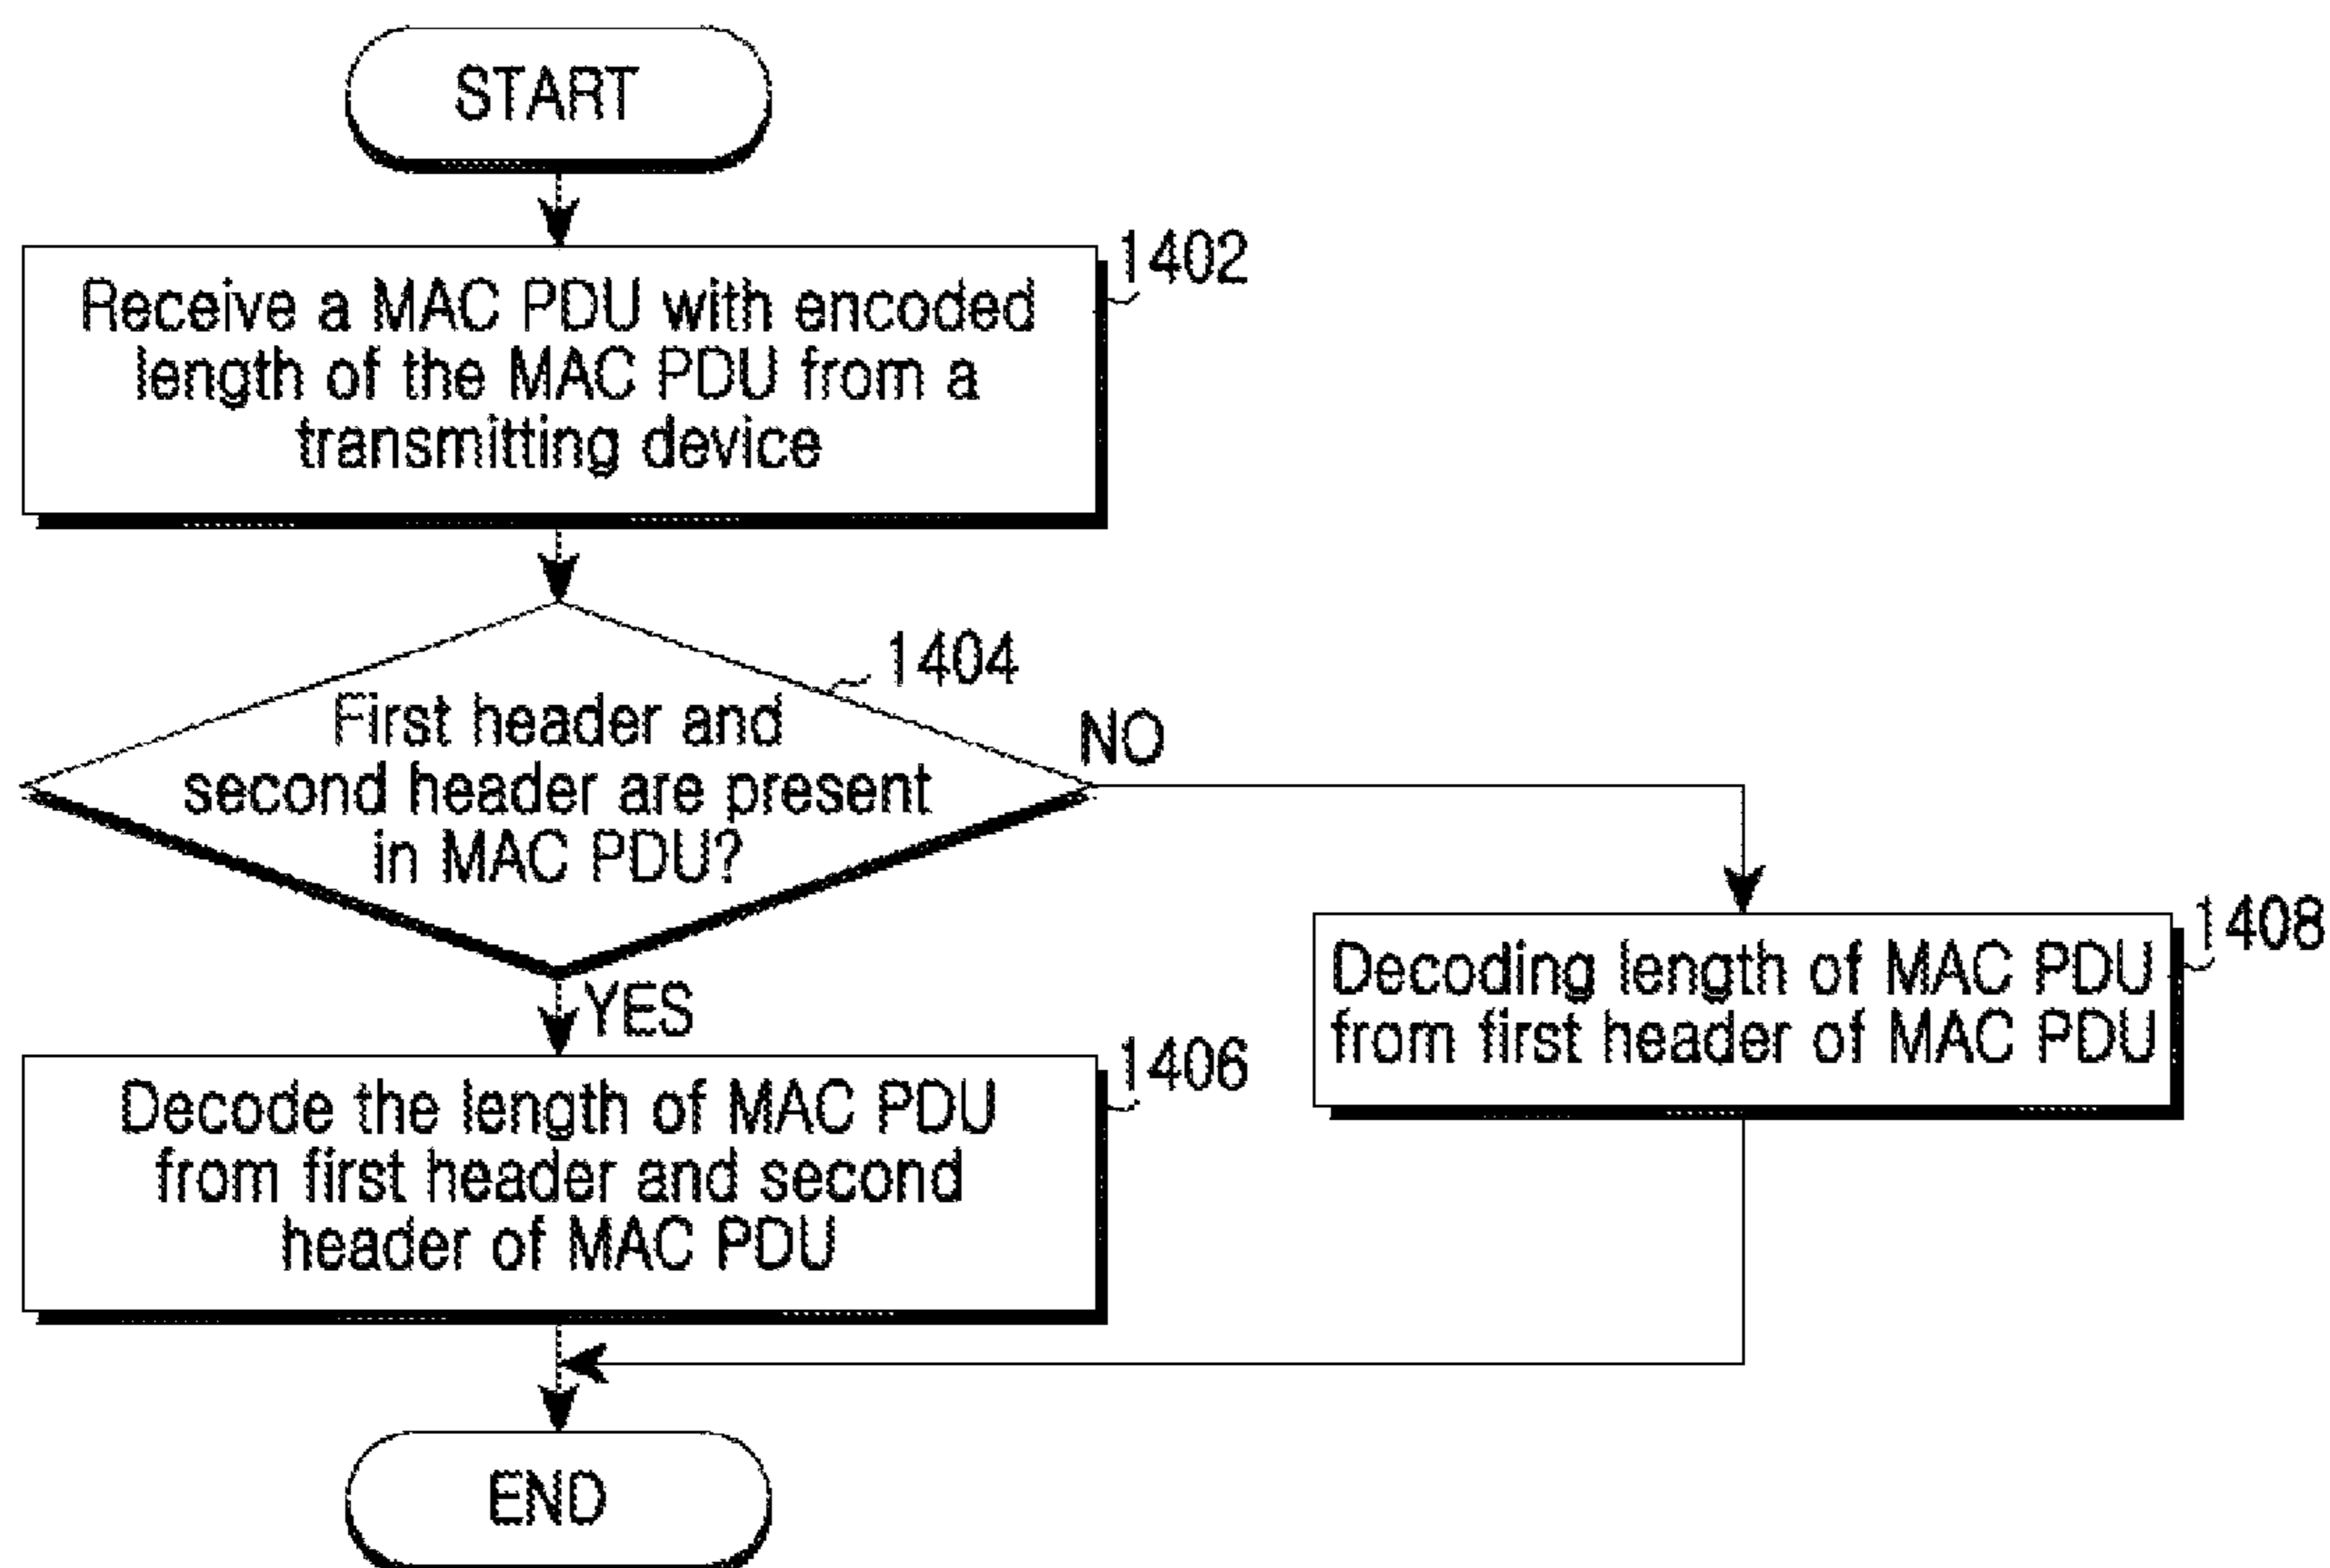 START
1402
Receive a MAC PDU with encoded
length of the MAC PDU from a
transmitting device
1404
First header and
second header are present
in MAC PDU?
NO
YES
1408
Decoding length of MAC PDU
from first header of MAC PDU
1406
Decode the length of MAC PDU
from first header and second
header of MAC PDU
END